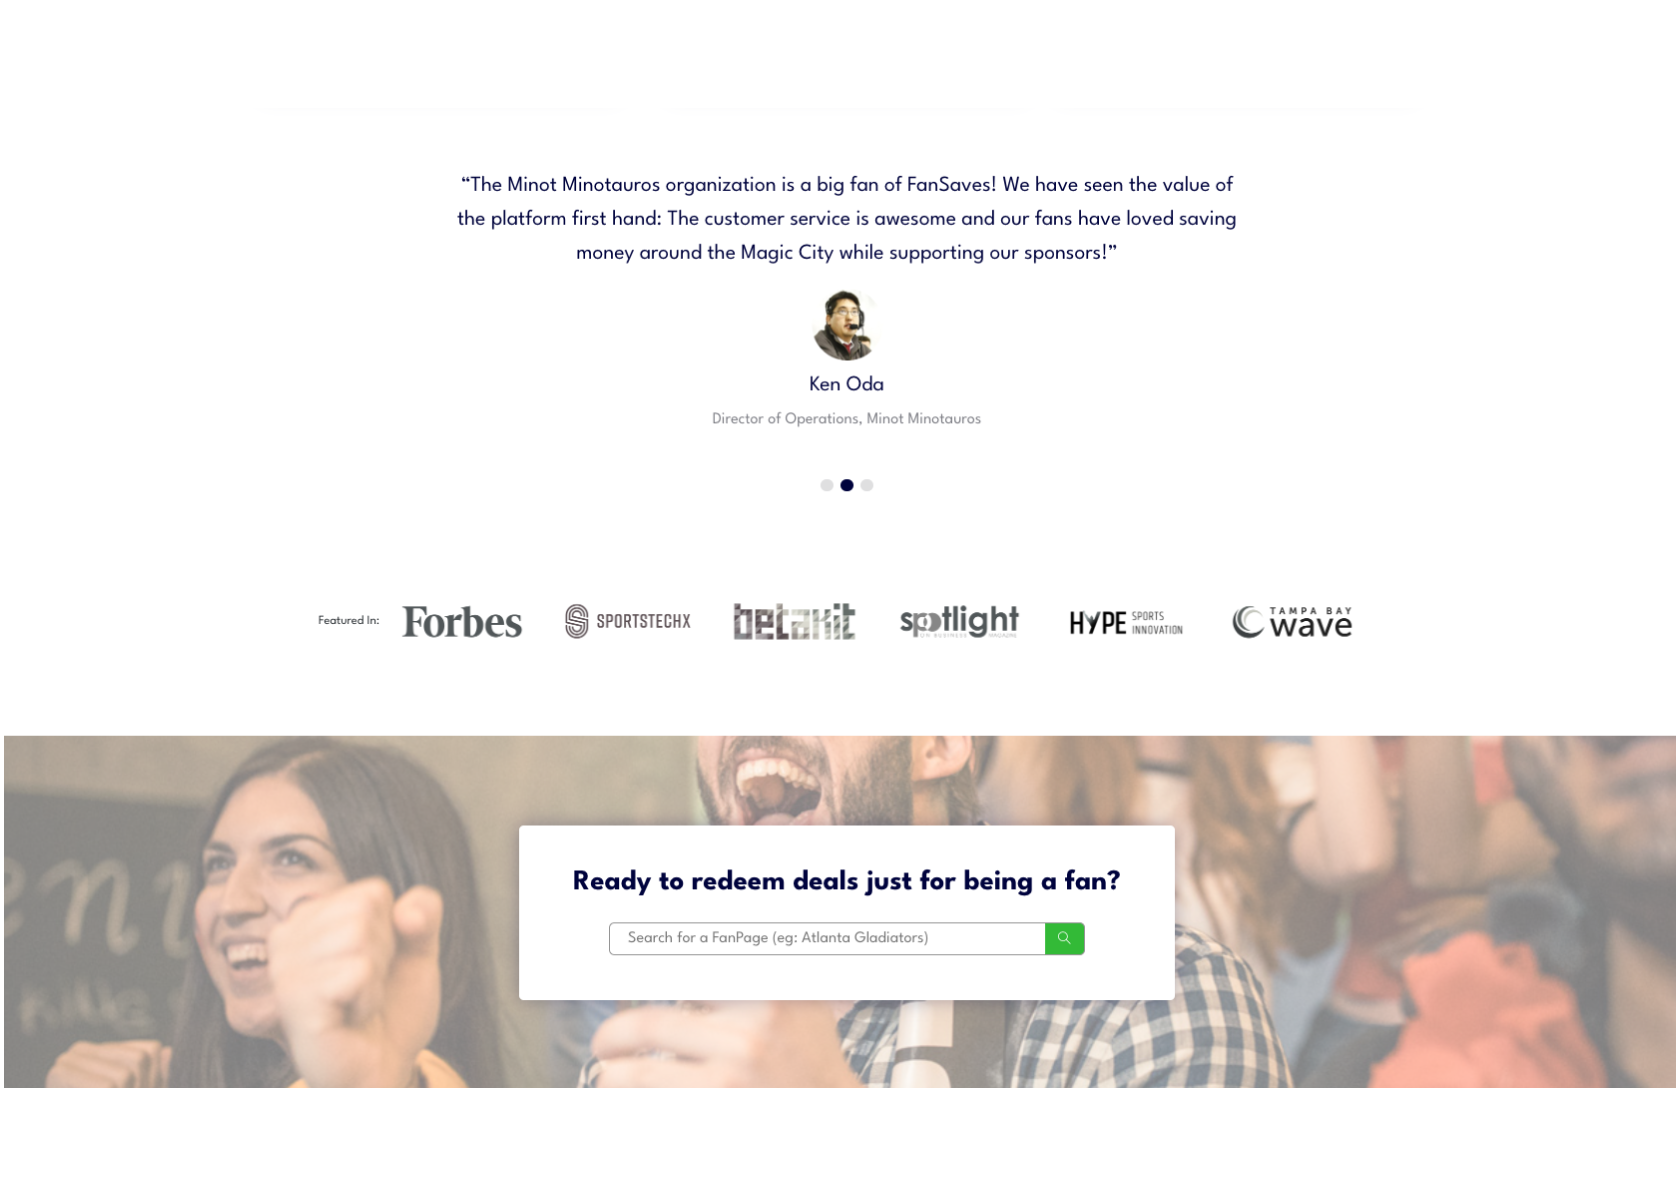 “The Minot Minotauros organization is a big fan of FanSaves! We have seen the value of
the platform first hand: The customer service is awesome and our fans have loved saving
money around the Magic City while supporting our sponsors!”
Ken Oda
Director of Operations, Minot Minotauros
Featured In:
Forbes
SPORTSTECHX
betakit
spotlight
ON BUSINESS MAGAZINE
HYPE SPORTS
INNOVATION
TAMPA BAY
wave
Ready to redeem deals just for being a fan?
Search for a FanPage (eg: Atlanta Gladiators)